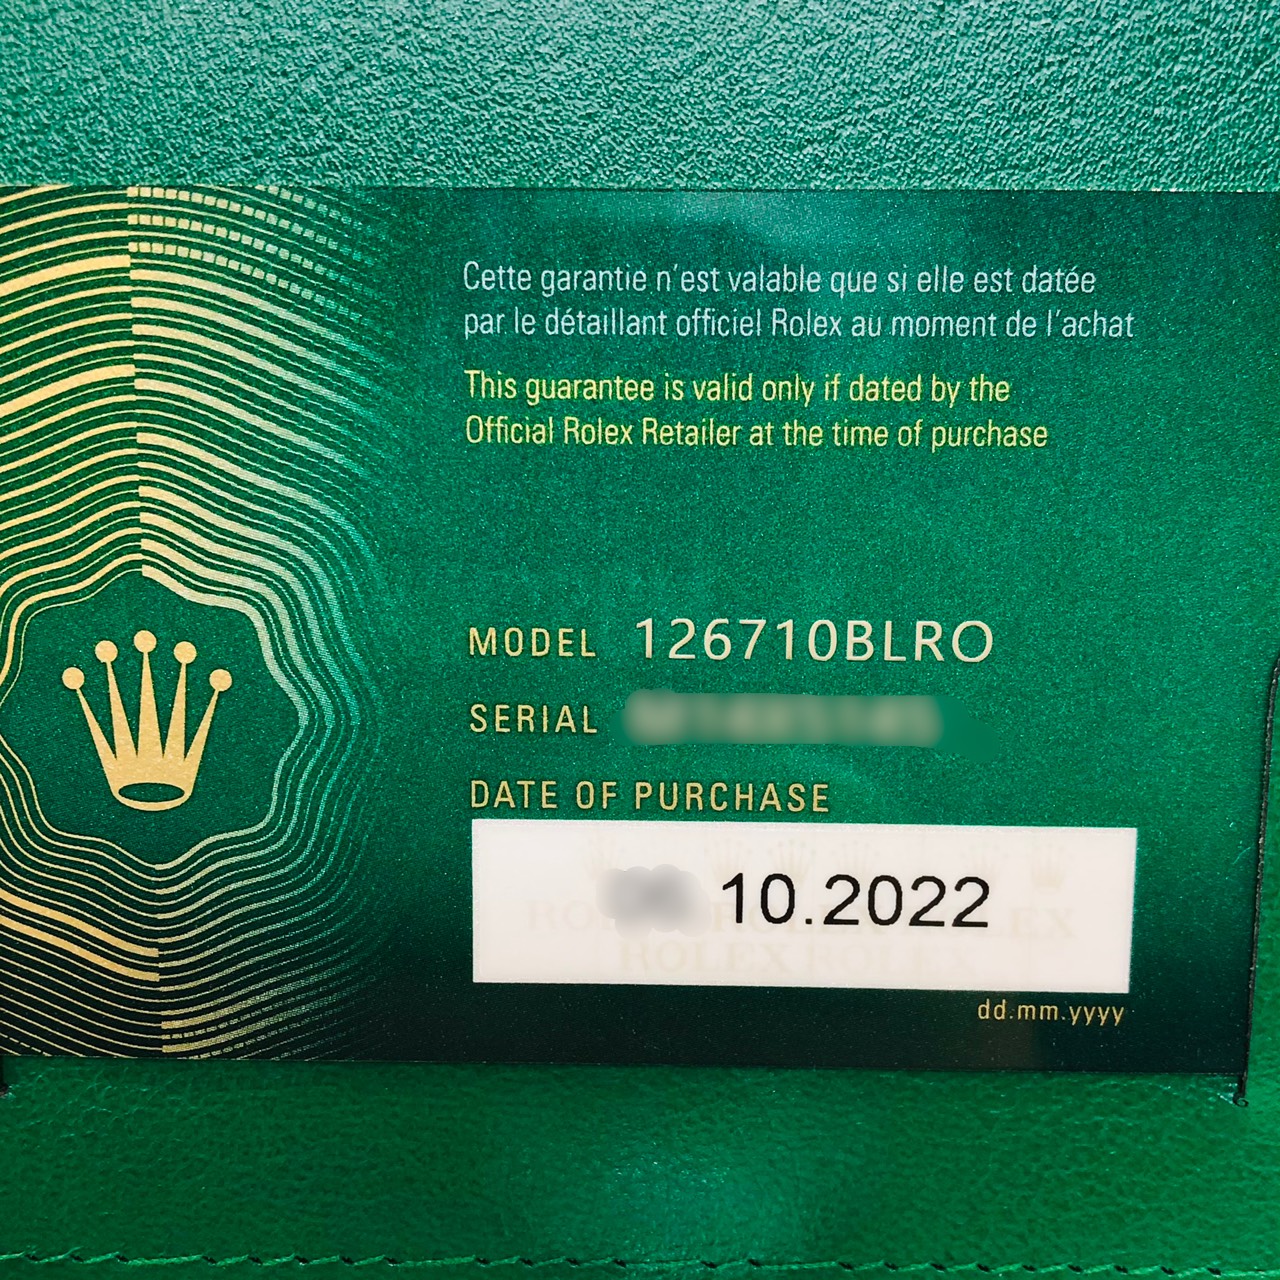 Cette garantie n'est valable que si elle est datée
par le détaillant officiel Rolex au moment de l'achat
This guarantee is valid only if dated by the
Official Rolex Retailer at the time of purchase
MODEL 126710BLRO
SERIAL
DATE OF PURCHASE
10.2022
ROLEX ROLEX
dd.mm.yyyy